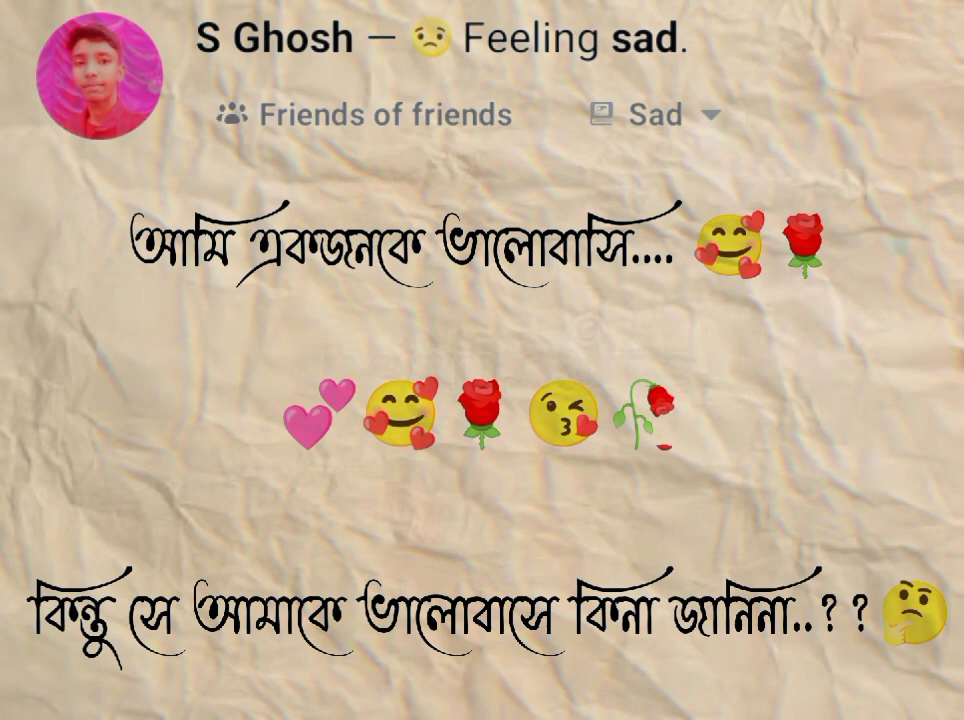 S Ghosh — 😟 Feeling sad.
Friends of friends Sad
আমি একজনকে ভালোবাসি.... 🥰🌹
💕🥰🌹😘🥀
কিন্তু সে আমাকে ভালোবাসে কিনা জানিনা..? ? 🤔